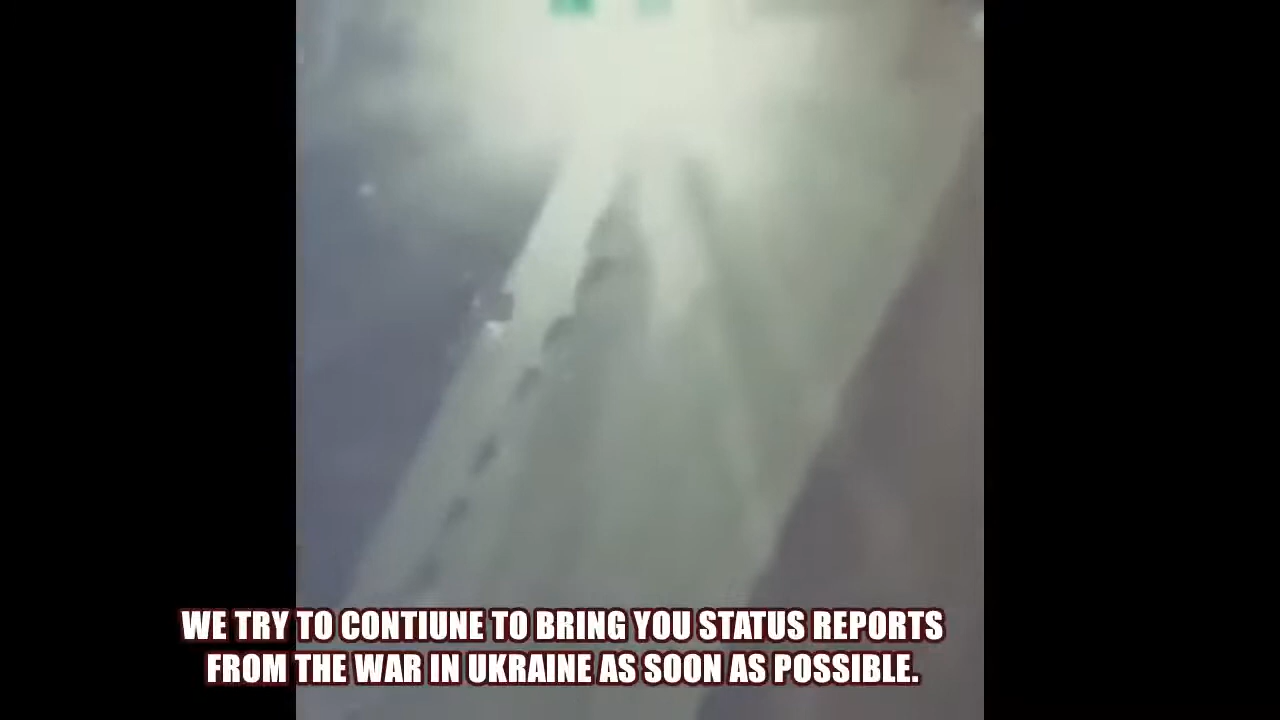 WE TRY TO CONTIUNE TO BRING YOU STATUS REPORTS
FROM THE WAR IN UKRAINE AS SOON AS POSSIBLE.